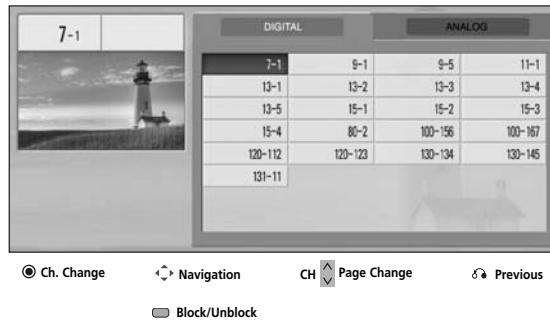 7-1
DIGITAL ANALOG
7-1 9-1 9-5 11-1
13-1 13-2 13-3 13-4
13-5 15-1 15-2 15-3
15-4 80-2 100-156 100-167
120-112 120-123 130-134 130-145
131-11
Ch. Change Navigation CH Page Change Previous
Block/Unblock